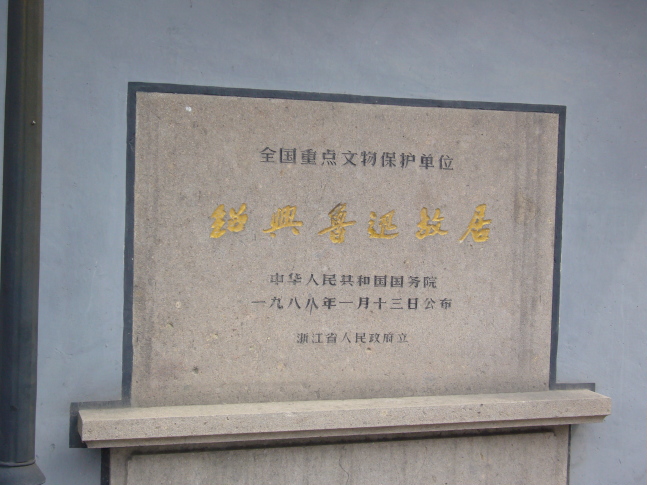 全国重点文物保护单位
绍興魯迅故居
中华人民共和国国务院
一九八八年一月十三日公布
浙江省人民政府立